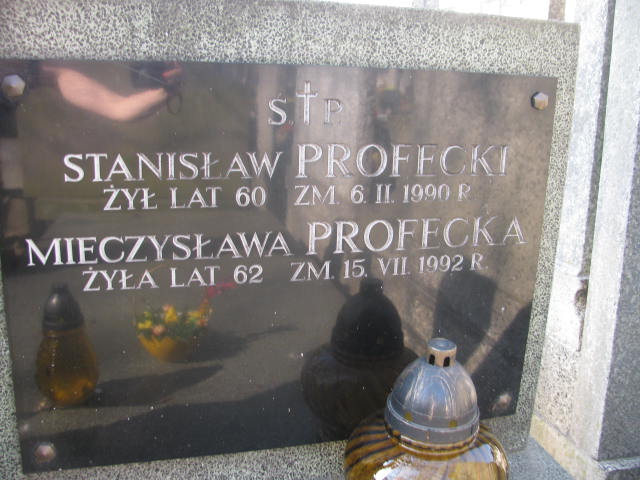 Ś.†P.
STANISŁAW PROFECKI
ŻYŁ LAT 60 ZM. 6. II. 1990 R.
MIECZYSŁAWA PROFECKA
ŻYŁA LAT 62 ZM. 15. VII. 1992 R.